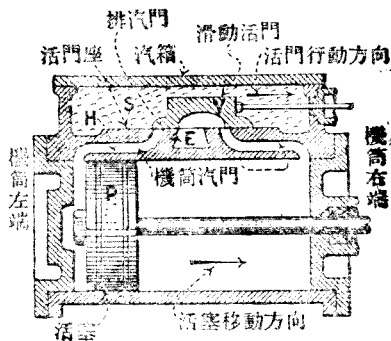 排汽門
滑動活門
活門座
汽箱
活門行動方向
H
S
V
E
P
機筒汽門
機筒左端
機筒右端
活塞
活塞移動方向